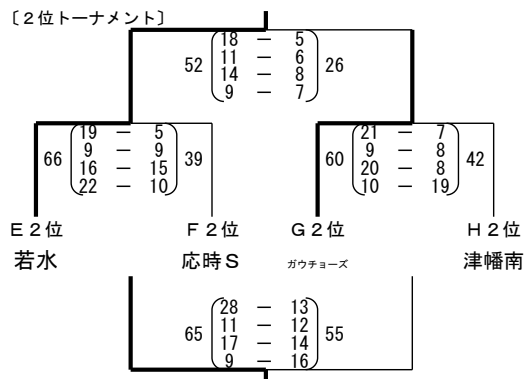 〔２位トーナメント〕
18 － 5
52 11 － 6 26
14 － 8
9 － 7
19 － 5 21 － 7
66 9 － 9 39 60 9 － 8 42
16 － 15 20 － 8
22 － 10 10 － 19
Ｅ２位 Ｆ２位 Ｇ２位 Ｈ２位
若水 応時Ｓ ガウチョーズ 津幡南
28 － 13
65 11 － 12 55
17 － 14
9 － 16